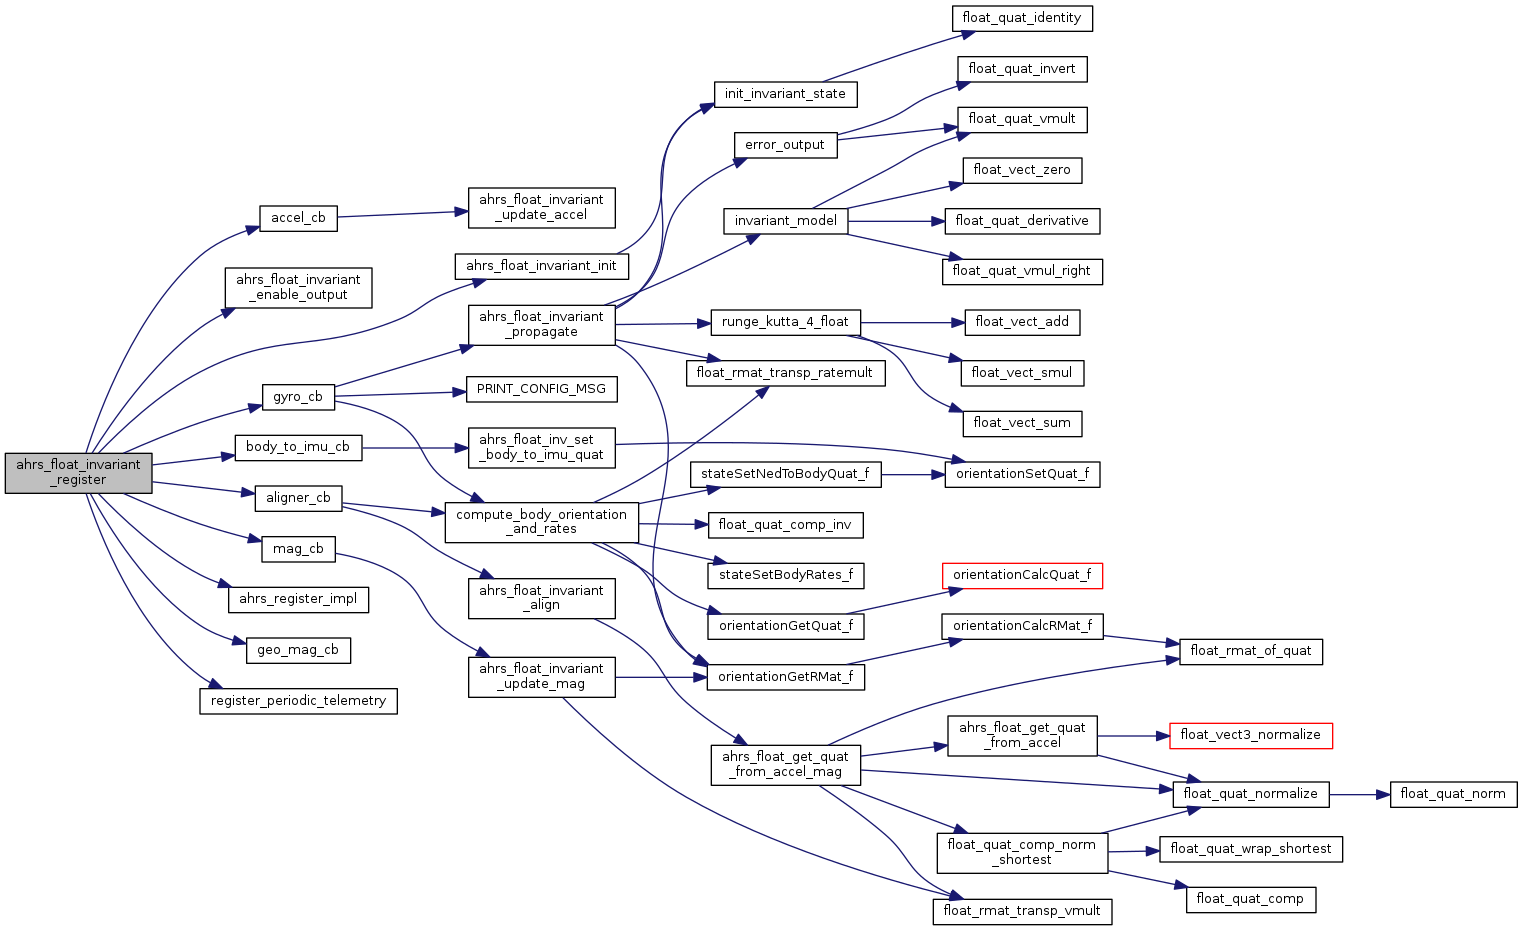 float_quat_identity
float_quat_invert
init_invariant_state
float_quat_vmult
error_output
float_vect_zero
ahrs_float_invariant
_update_accel
accel_cb
invariant_model
float_quat_derivative
ahrs_float_invariant_init
float_quat_vmul_right
ahrs_float_invariant
_enable_output
ahrs_float_invariant
_propagate
runge_kutta_4_float
float_vect_add
float_rmat_transp_ratemult
float_vect_smul
gyro_cb
PRINT_CONFIG_MSG
float_vect_sum
body_to_imu_cb
ahrs_float_inv_set
_body_to_imu_quat
ahrs_float_invariant
_register
stateSetNedToBodyQuat_f
orientationSetQuat_f
aligner_cb
compute_body_orientation
_and_rates
float_quat_comp_inv
mag_cb
stateSetBodyRates_f
orientationCalcQuat_f
ahrs_register_impl
ahrs_float_invariant
_align
orientationGetQuat_f
orientationCalcRMat_f
geo_mag_cb
float_rmat_of_quat
ahrs_float_invariant
_update_mag
orientationGetRMat_f
register_periodic_telemetry
ahrs_float_get_quat
_from_accel
float_vect3_normalize
ahrs_float_get_quat
_from_accel_mag
float_quat_normalize
float_quat_norm
float_quat_comp_norm
_shortest
float_quat_wrap_shortest
float_quat_comp
float_rmat_transp_vmult